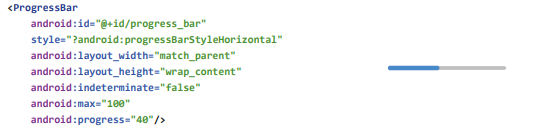 <ProgressBar
android:id="@+id/progress_bar"
style="?android:progressBarStyleHorizontal"
android:layout_width="match_parent"
android:layout_height="wrap_content"
android:indeterminate="false"
android:max="100"
android:progress="40"/>